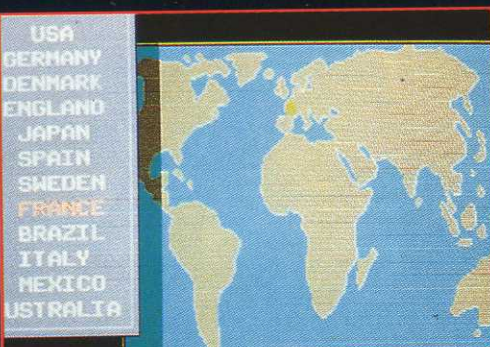 USA
GERMANY
DENMARK
ENGLAND
JAPAN
SPAIN
SWEDEN
FRANCE
BRAZIL
ITALY
MEXICO
USTRALIA